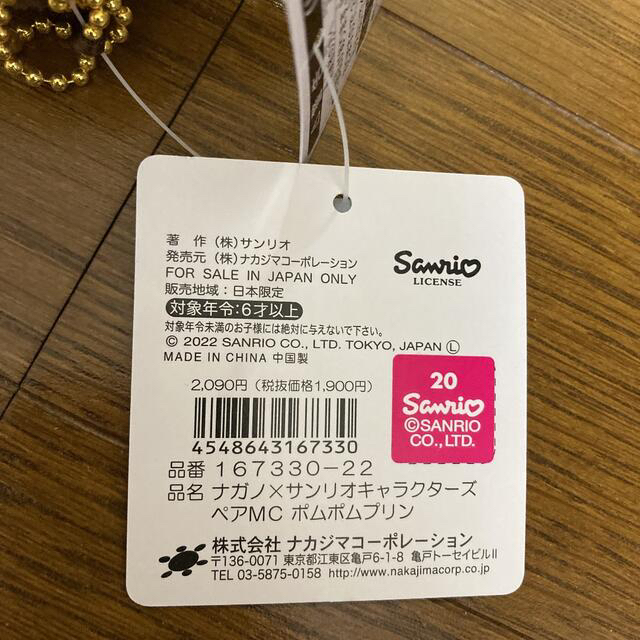 著 作 (株)サンリオ
発売元 (株)ナカジマコーポレーション
FOR SALE IN JAPAN ONLY
販売地域:日本限定
対象年令:6才以上
対象年令未満のお子様には絶対に与えないで下さい。
© 2022 SANRIO CO., LTD. TOKYO, JAPAN Ⓛ
MADE IN CHINA 中国製
Sanrio
LICENSE
2,090円(税抜価格1,900円)
4548643167330
20
Sanrio
©SANRIO
CO., LTD.
品番 167330-22
品名 ナガノ×サンリオキャラクターズ
ペアMC ポムポムプリン
株式会社 ナカジマコーポレーション
〒136-0071 東京都江東区亀戸6-1-8 亀戸トーセイビルⅡ
TEL 03-5875-0158 http://www.nakajimacorp.co.jp